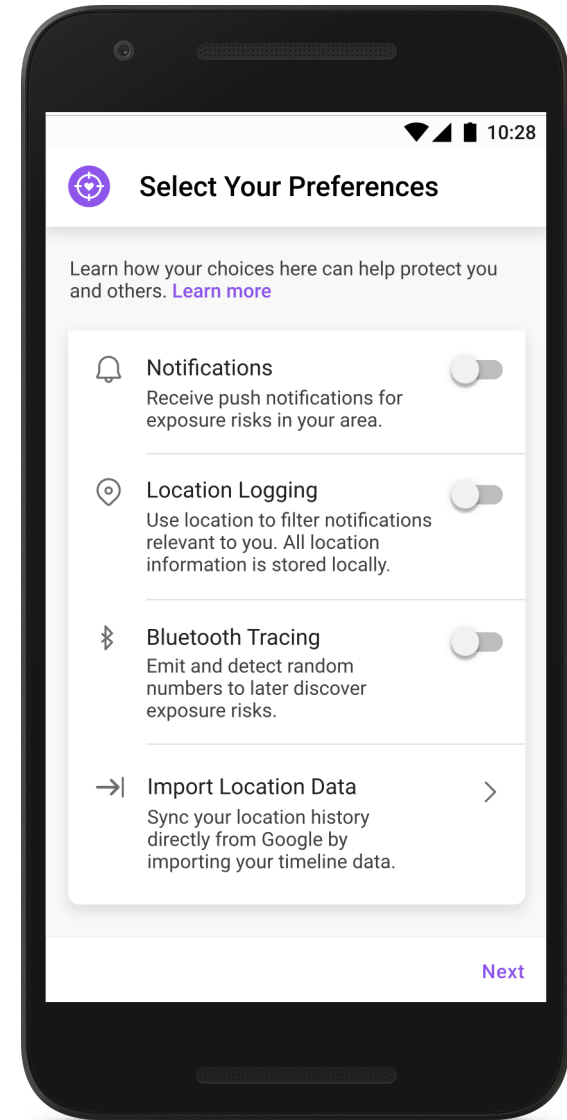 10:28
Select Your Preferences
Learn how your choices here can help protect you
and others. Learn more
Notifications
Receive push notifications for
exposure risks in your area.
Location Logging
Use location to filter notifications
relevant to you. All location
information is stored locally.
Bluetooth Tracing
Emit and detect random
numbers to later discover
exposure risks.
Import Location Data
Sync your location history
directly from Google by
importing your timeline data.
Next